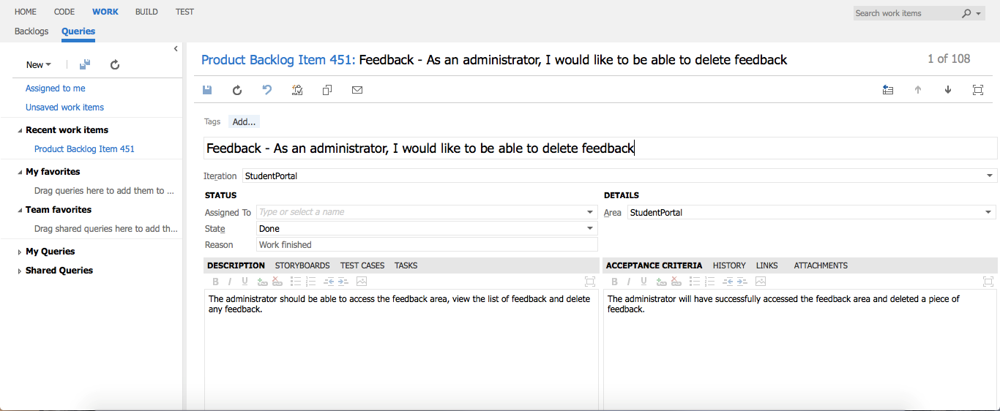 HOME CODE WORK BUILD TEST
Search work items
Backlogs Queries
New
Assigned to me
Unsaved work items
Recent work items
Product Backlog Item 451
My favorites
Drag queries here to add them to ...
Team favorites
Drag shared queries here to add th...
My Queries
Shared Queries
Product Backlog Item 451: Feedback - As an administrator, I would like to be able to delete feedback
1 of 108
Tags Add...
Feedback - As an administrator, I would like to be able to delete feedback
Iteration StudentPortal
STATUS
Assigned To Type or select a name
State Done
Reason Work finished
DETAILS
Area StudentPortal
DESCRIPTION STORYBOARDS TEST CASES TASKS
B I U
The administrator should be able to access the feedback area, view the list of feedback and delete
any feedback.
ACCEPTANCE CRITERIA HISTORY LINKS ATTACHMENTS
B I U
The administrator will have successfully accessed the feedback area and deleted a piece of
feedback.